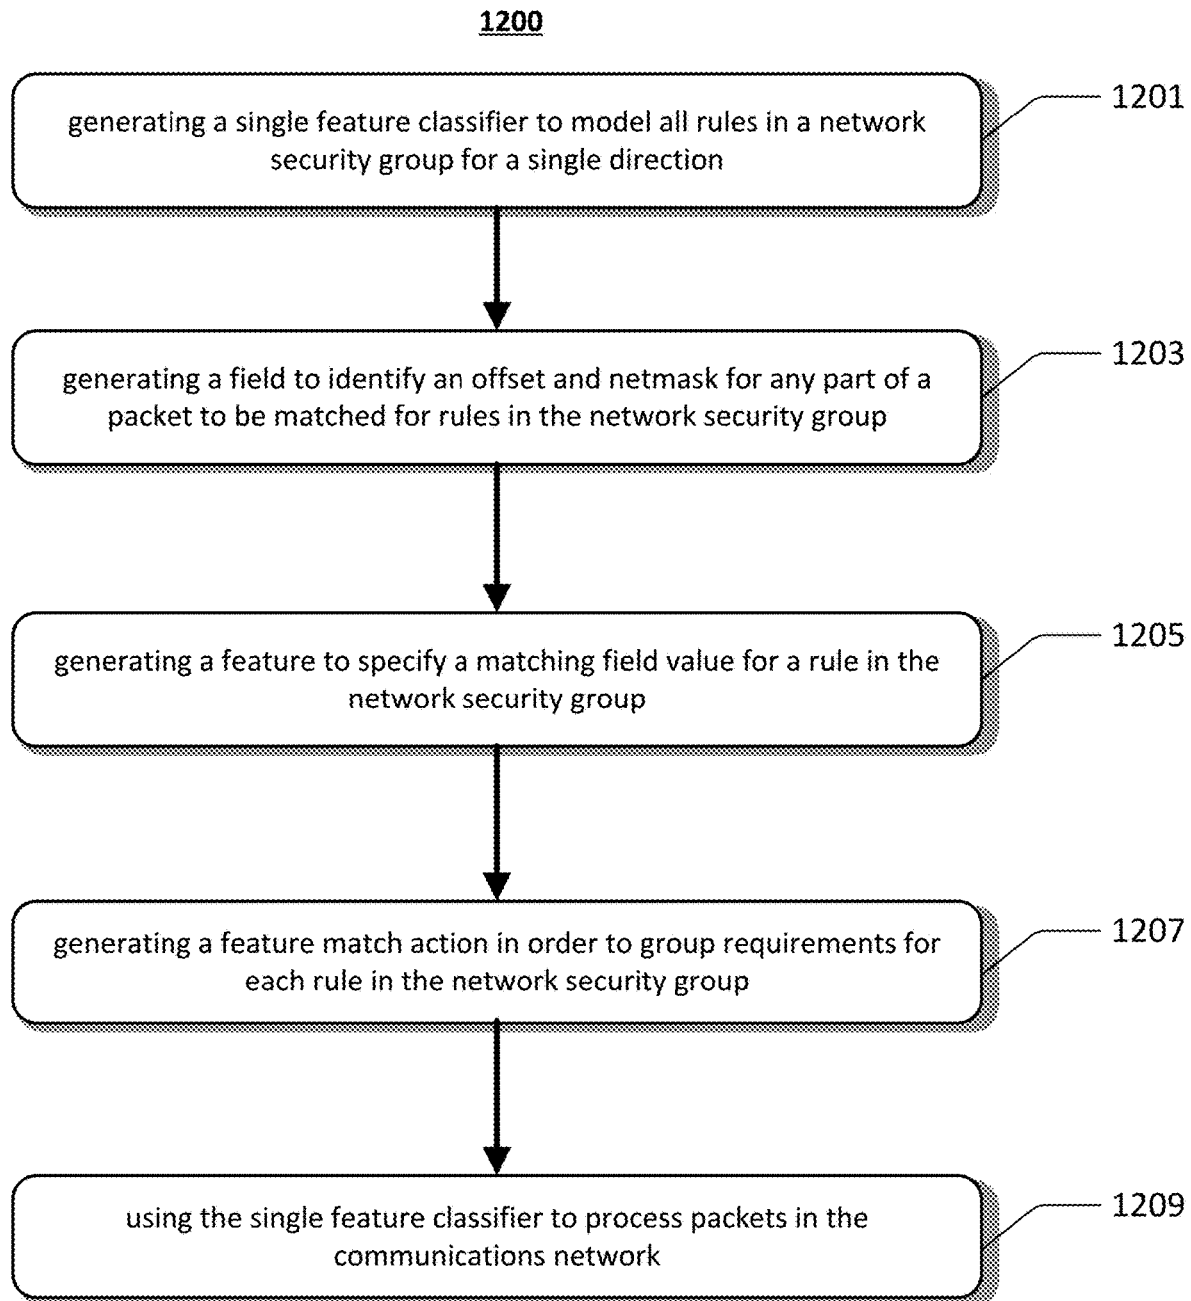 1200
generating a single feature classifier to model all rules in a network
security group for a single direction
1201
generating a field to identify an offset and netmask for any part of a
packet to be matched for rules in the network security group
1203
generating a feature to specify a matching field value for a rule in the
network security group
1205
generating a feature match action in order to group requirements for
each rule in the network security group
1207
using the single feature classifier to process packets in the
communications network
1209